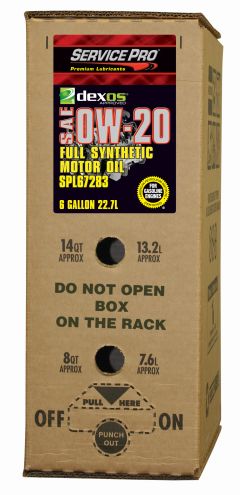 SERVICE PRO
Premium Lubricants
2 dexos
APPROVED
SAE 0W-20
FULL SYNTHETIC
MOTOR OIL
SPL67283
FOR GASOLINE ENGINES
6 GALLON 22.7L
14QT APPROX 13.2L APPROX
DO NOT OPEN
BOX
ON THE RACK
8QT APPROX 7.6L APPROX
PULL HERE
OFF ON
PUNCH OUT